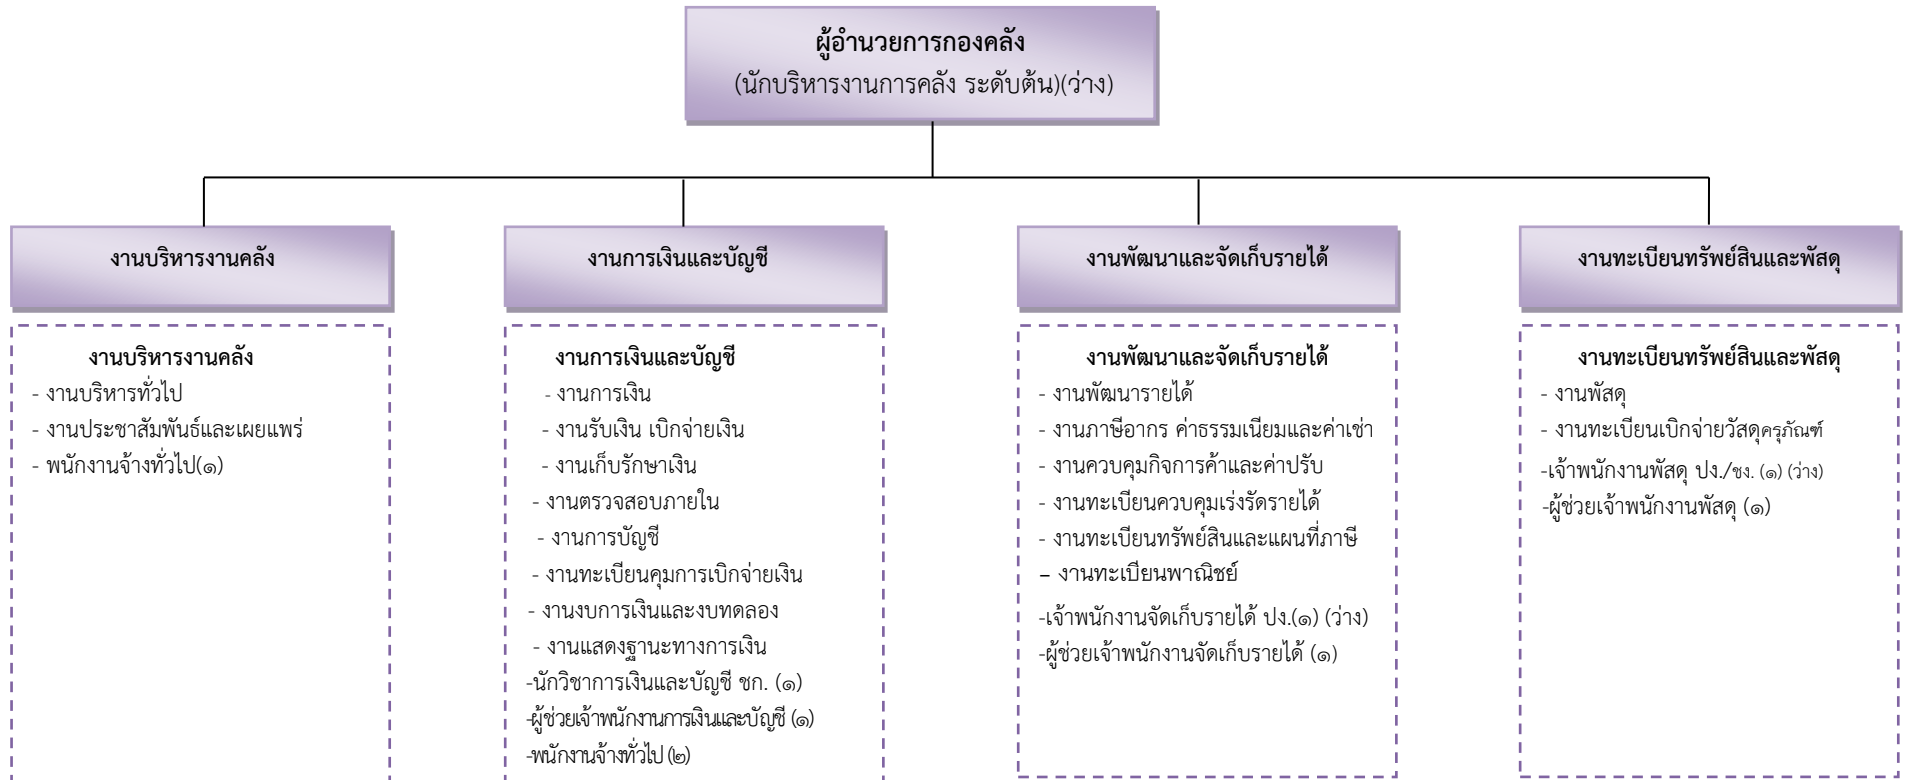 ผู้อำนวยการกองคลัง
(นักบริหารงานการคลัง ระดับต้น)(ว่าง)
งานบริหารงานคลัง
งานการเงินและบัญชี
งานพัฒนาและจัดเก็บรายได้
งานทะเบียนทรัพย์สินและพัสดุ
งานบริหารงานคลัง
- งานบริหารทั่วไป
- งานประชาสัมพันธ์และเผยแพร่
- พนักงานจ้างทั่วไป(๑)
งานการเงินและบัญชี
- งานการเงิน
- งานรับเงิน เบิกจ่ายเงิน
- งานเก็บรักษาเงิน
- งานตรวจสอบภายใน
- งานการบัญชี
- งานทะเบียนคุมการเบิกจ่ายเงิน
- งานงบการเงินและงบทดลอง
- งานแสดงฐานะทางการเงิน
-นักวิชาการเงินและบัญชี ชก. (๑)
-ผู้ช่วยเจ้าพนักงานการเงินและบัญชี (๑)
-พนักงานจ้างทั่วไป (๒)
งานพัฒนาและจัดเก็บรายได้
- งานพัฒนารายได้
- งานภาษีอากร ค่าธรรมเนียมและค่าเช่า
- งานควบคุมกิจการค้าและค่าปรับ
- งานทะเบียนควบคุมเร่งรัดรายได้
- งานทะเบียนทรัพย์สินและแผนที่ภาษี
– งานทะเบียนพาณิชย์
-เจ้าพนักงานจัดเก็บรายได้ ปง.(๑) (ว่าง)
-ผู้ช่วยเจ้าพนักงานจัดเก็บรายได้ (๑)
งานทะเบียนทรัพย์สินและพัสดุ
- งานพัสดุ
- งานทะเบียนเบิกจ่ายวัสดุครุภัณฑ์
-เจ้าพนักงานพัสดุ ปง./ชง. (๑) (ว่าง)
-ผู้ช่วยเจ้าพนักงานพัสดุ (๑)